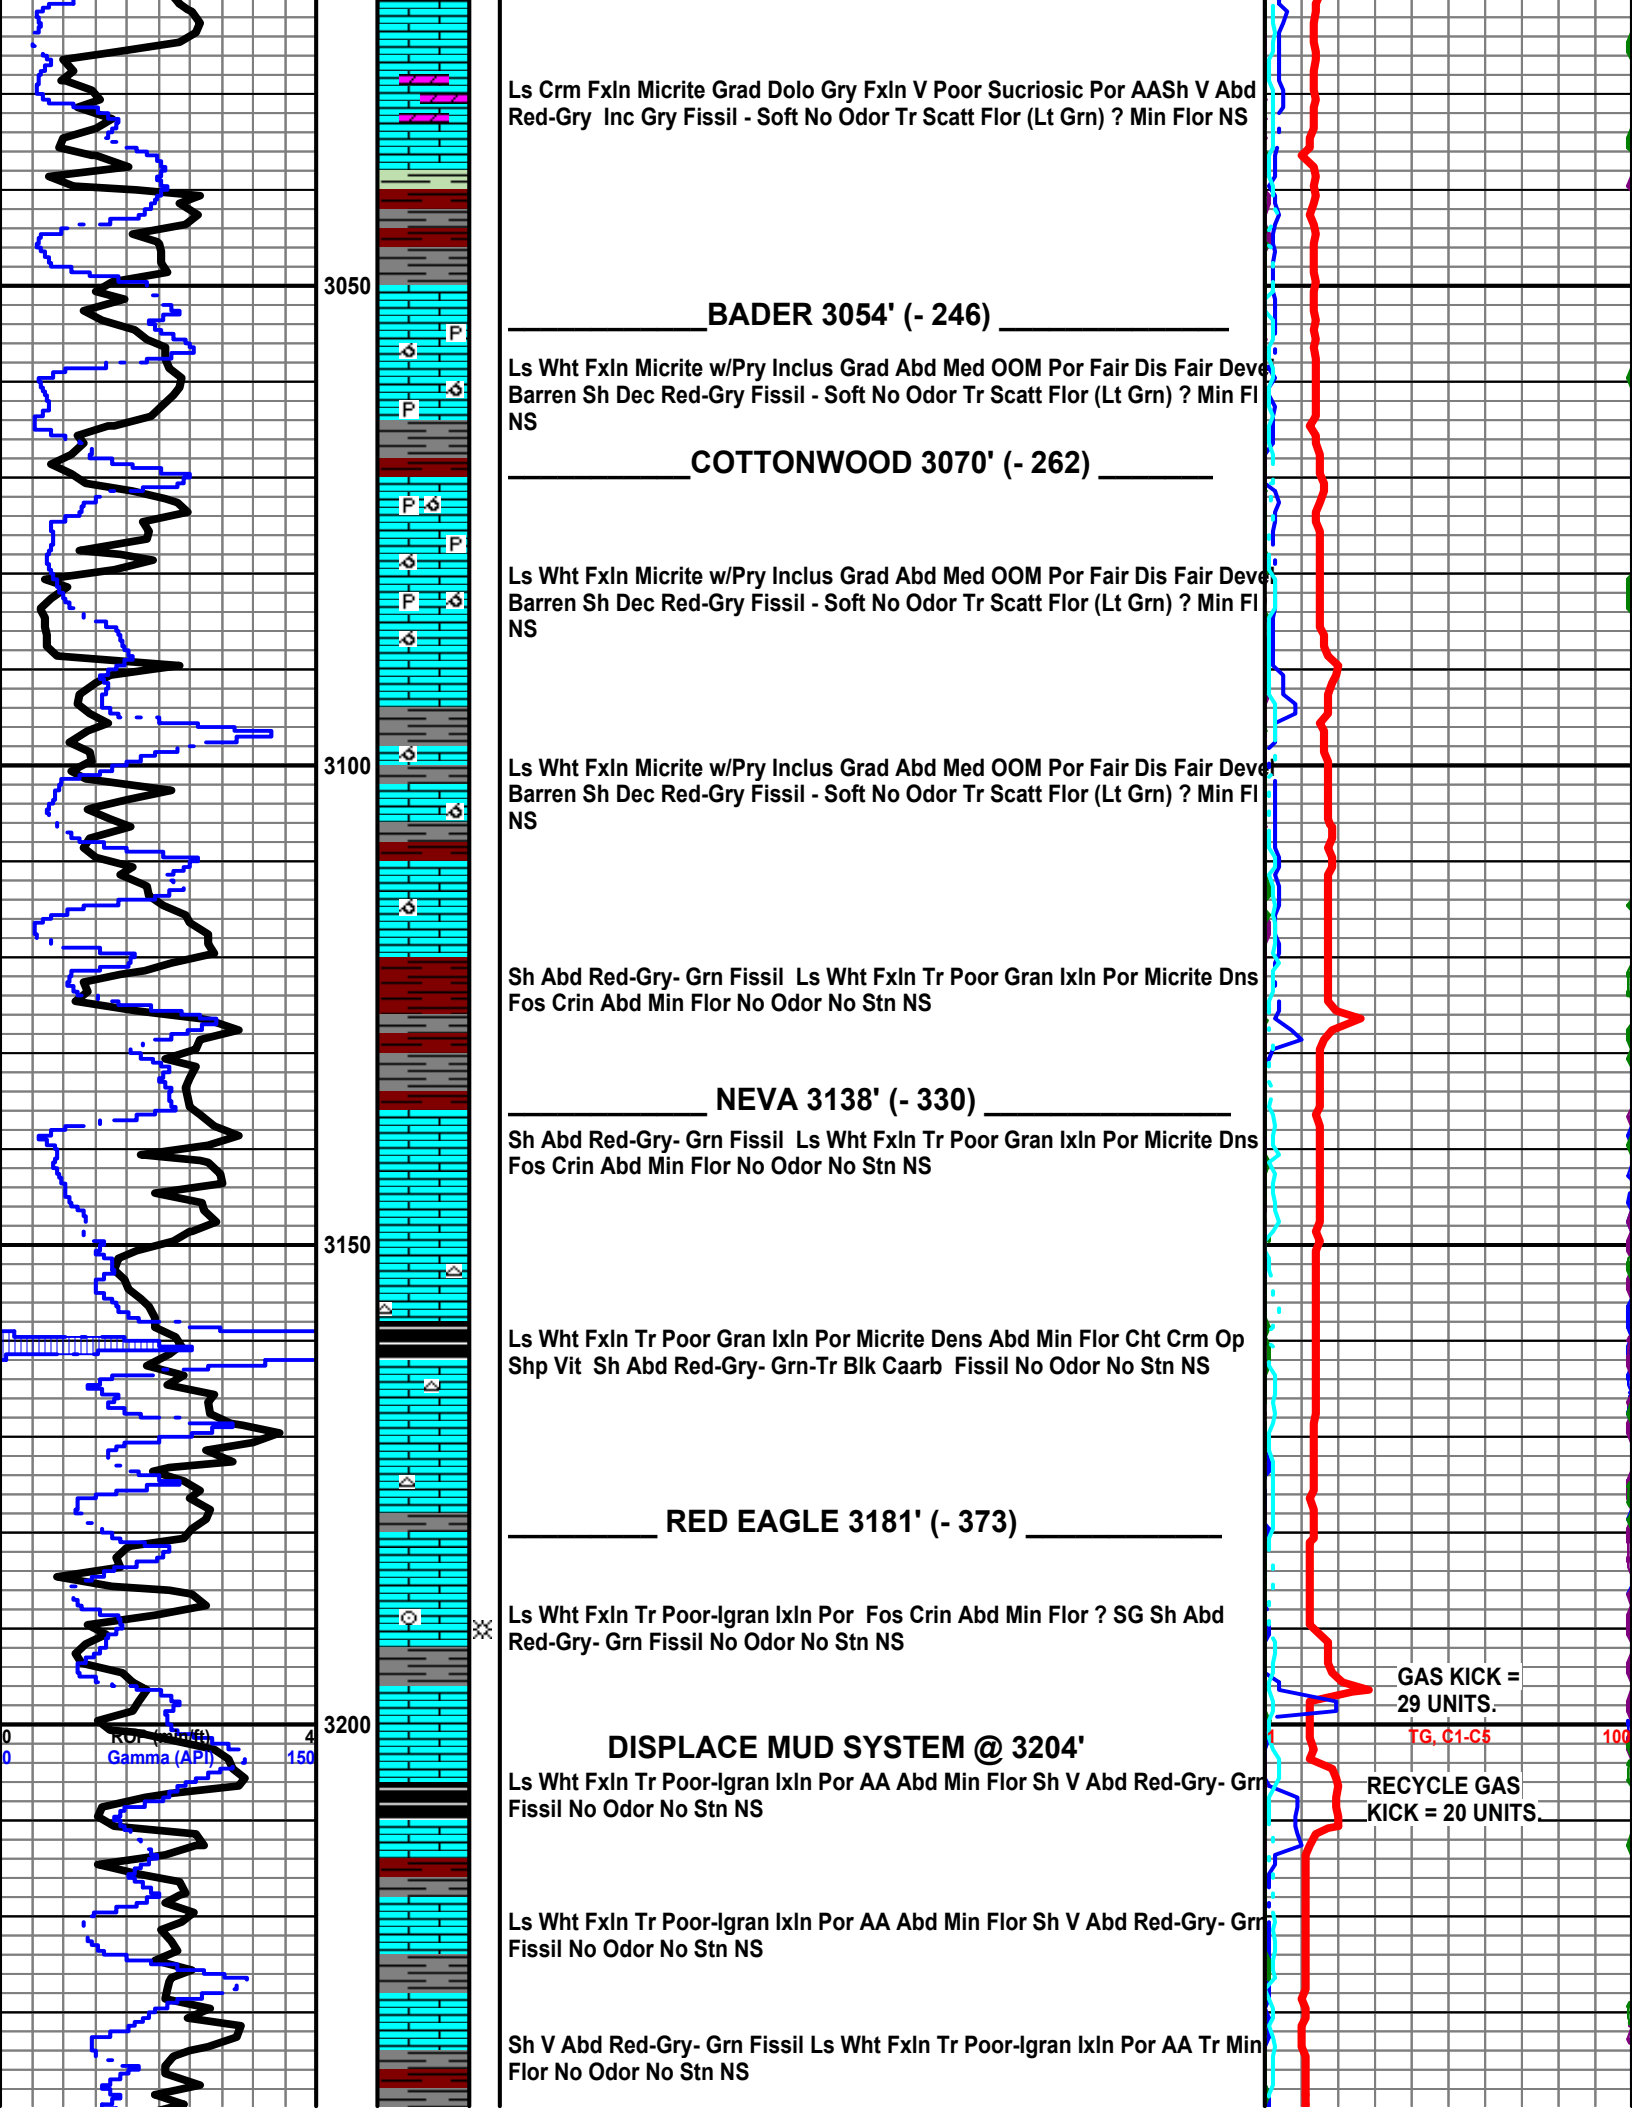 Ls Crm Fxln Micrite Grad Dolo Gry Fxln V Poor Sucriosic Por AASh V Abd
Red-Gry Inc Gry Fissil - Soft No Odor Tr Scatt Flor (Lt Grn) ? Min Flor NS
3050
BADER 3054' (- 246)
P
Ls Wht Fxln Micrite w/Pry Inclus Grad Abd Med OOM Por Fair Dis Fair Deve
Barren Sh Dec Red-Gry Fissil - Soft No Odor Tr Scatt Flor (Lt Grn) ? Min Fl
NS
P
COTTONWOOD 3070' (- 262)
P
P
Ls Wht Fxln Micrite w/Pry Inclus Grad Abd Med OOM Por Fair Dis Fair Deve
Barren Sh Dec Red-Gry Fissil - Soft No Odor Tr Scatt Flor (Lt Grn) ? Min Fl
NS
P
3100
Ls Wht Fxln Micrite w/Pry Inclus Grad Abd Med OOM Por Fair Dis Fair Deve
Barren Sh Dec Red-Gry Fissil - Soft No Odor Tr Scatt Flor (Lt Grn) ? Min Fl
NS
Sh Abd Red-Gry- Grn Fissil Ls Wht Fxln Tr Poor Gran Ixln Por Micrite Dns
Fos Crin Abd Min Flor No Odor No Stn NS
NEVA 3138' (- 330)
Sh Abd Red-Gry- Grn Fissil Ls Wht Fxln Tr Poor Gran Ixln Por Micrite Dns
Fos Crin Abd Min Flor No Odor No Stn NS
3150
Ls Wht Fxln Tr Poor Gran Ixln Por Micrite Dens Abd Min Flor Cht Crm Op
Shp Vit Sh Abd Red-Gry- Grn-Tr Blk Caarb Fissil No Odor No Stn NS
RED EAGLE 3181' (- 373)
Ls Wht Fxln Tr Poor-Igran Ixln Por Fos Crin Abd Min Flor ? SG Sh Abd
Red-Gry- Grn Fissil No Odor No Stn NS
GAS KICK =
29 UNITS.
3200
0 ROP (min/ft) 4
0 Gamma (API) 150
TG, C1-C5 100
DISPLACE MUD SYSTEM @ 3204'
Ls Wht Fxln Tr Poor-Igran Ixln Por AA Abd Min Flor Sh V Abd Red-Gry- Grn
Fissil No Odor No Stn NS
RECYCLE GAS
KICK = 20 UNITS.
Ls Wht Fxln Tr Poor-Igran Ixln Por AA Abd Min Flor Sh V Abd Red-Gry- Grn
Fissil No Odor No Stn NS
Sh V Abd Red-Gry- Grn Fissil Ls Wht Fxln Tr Poor-Igran Ixln Por AA Tr Min
Flor No Odor No Stn NS